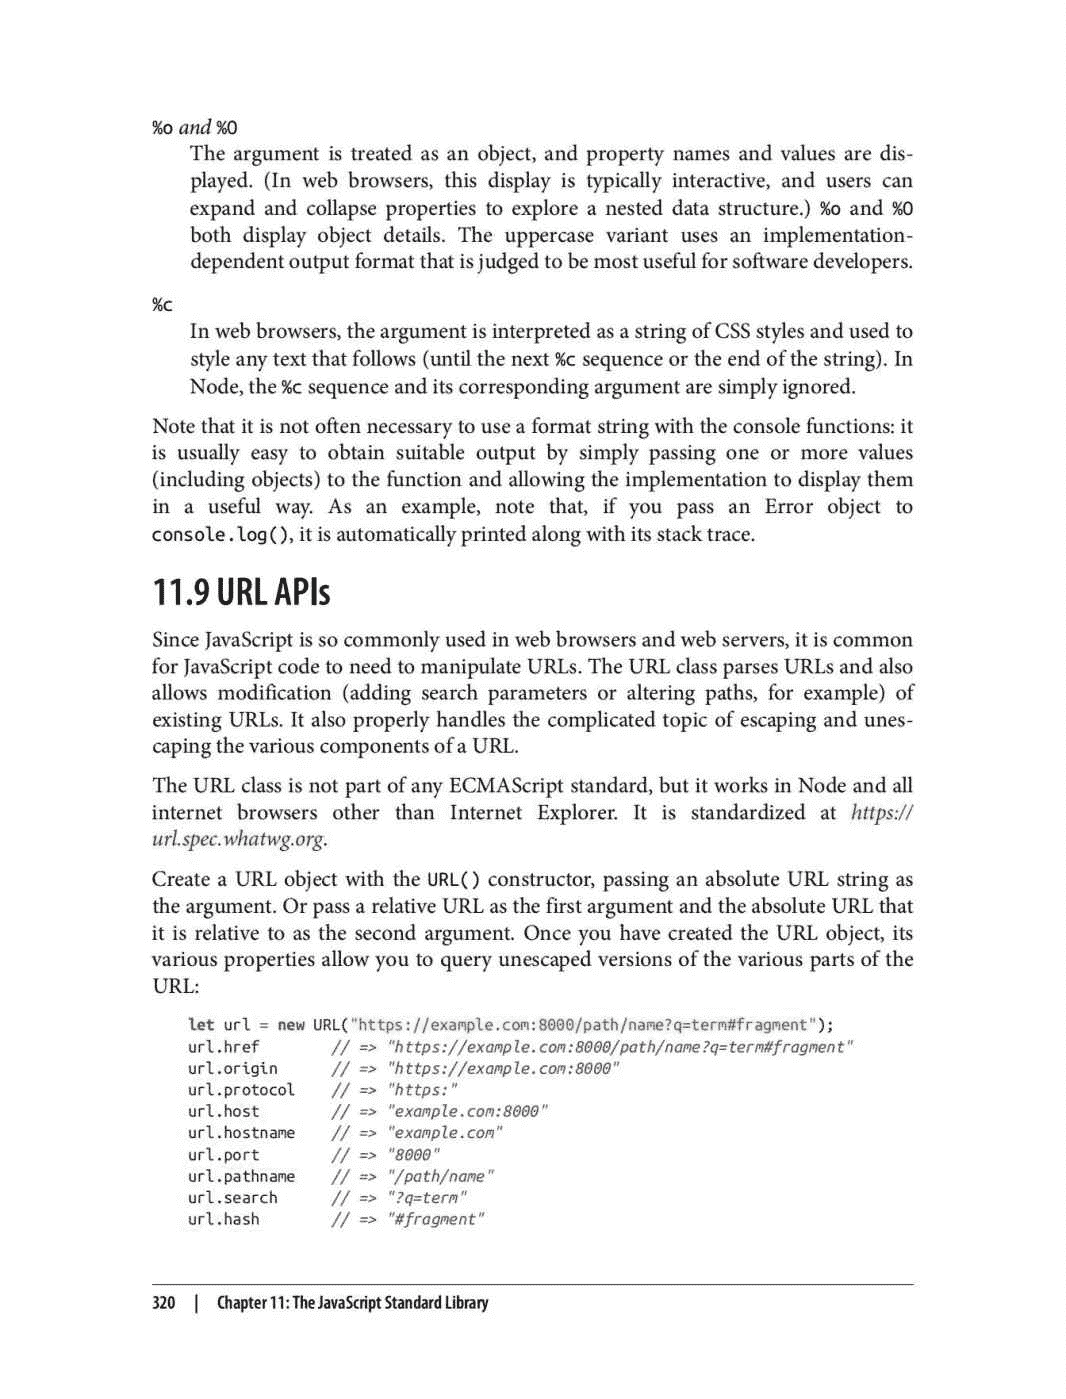 %o and %O
The argument is treated as an object, and property names and values are dis-
played. (In web browsers, this display is typically interactive, and users can
expand and collapse properties to explore a nested data structure.) %o and %O
both display object details. The uppercase variant uses an implementation-
dependent output format that is judged to be most useful for software developers.
%c
In web browsers, the argument is interpreted as a string of CSS styles and used to
style any text that follows (until the next %c sequence or the end of the string). In
Node, the %c sequence and its corresponding argument are simply ignored.
Note that it is not often necessary to use a format string with the console functions: it
is usually easy to obtain suitable output by simply passing one or more values
(including objects) to the function and allowing the implementation to display them
in a useful way. As an example, note that, if you pass an Error object to
console.log(), it is automatically printed along with its stack trace.
11.9 URL APIs
Since JavaScript is so commonly used in web browsers and web servers, it is common
for JavaScript code to need to manipulate URLs. The URL class parses URLs and also
allows modification (adding search parameters or altering paths, for example) of
existing URLs. It also properly handles the complicated topic of escaping and unes-
caping the various components of a URL.
The URL class is not part of any ECMAScript standard, but it works in Node and all
internet browsers other than Internet Explorer. It is standardized at https://
url.spec.whatwg.org.
Create a URL object with the URL() constructor, passing an absolute URL string as
the argument. Or pass a relative URL as the first argument and the absolute URL that
it is relative to as the second argument. Once you have created the URL object, its
various properties allow you to query unescaped versions of the various parts of the
URL:
let url = new URL("https://example.com:8000/path/name?q=term#fragment");
url.href // => "https://example.com:8000/path/name?q=term#fragment"
url.origin // => "https://example.com:8000"
url.protocol // => "https:"
url.host // => "example.com:8000"
url.hostname // => "example.com"
url.port // => "8000"
url.pathname // => "/path/name"
url.search // => "?q=term"
url.hash // => "#fragment"
320 | Chapter 11: The JavaScript Standard Library